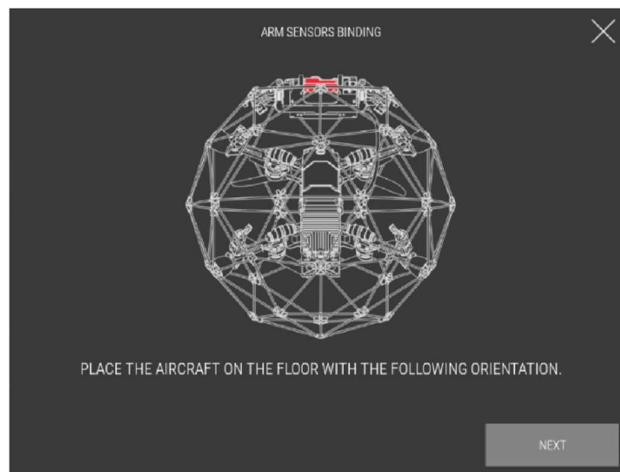 ARM SENSORS BINDING
PLACE THE AIRCRAFT ON THE FLOOR WITH THE FOLLOWING ORIENTATION.
NEXT